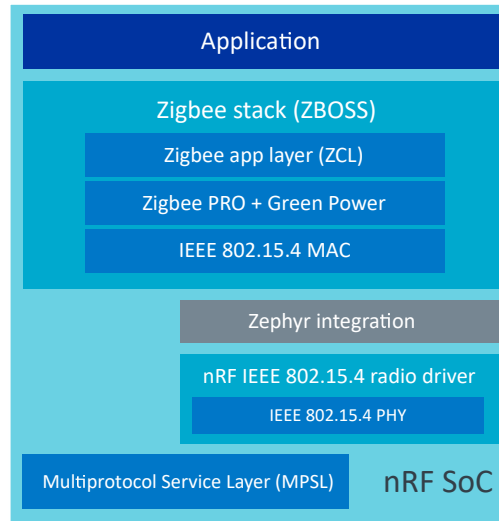 Application
Zigbee stack (ZBOSS)
Zigbee app layer (ZCL)
Zigbee PRO + Green Power
IEEE 802.15.4 MAC
Zephyr integration
nRF IEEE 802.15.4 radio driver
IEEE 802.15.4 PHY
Multiprotocol Service Layer (MPSL)
nRF SoC